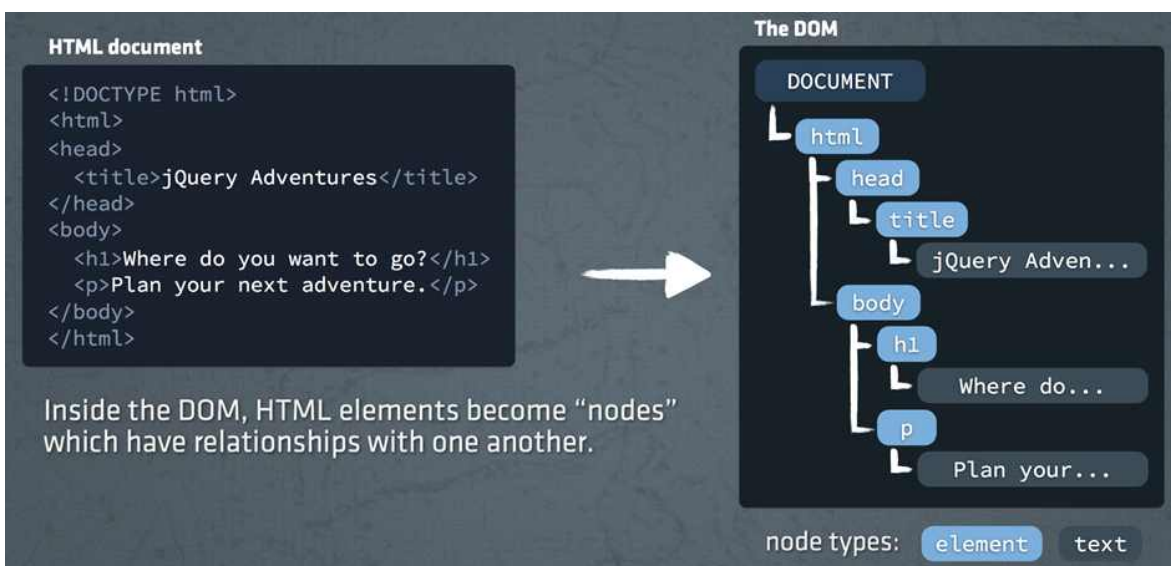 HTML document
<!DOCTYPE html>
<html>
<head>
<title>jQuery Adventures</title>
</head>
<body>
<h1>Where do you want to go?</h1>
<p>Plan your next adventure.</p>
</body>
</html>
Inside the DOM, HTML elements become “nodes”
which have relationships with one another.
The DOM
DOCUMENT
html
head
title
jQuery Adven...
body
h1
Where do...
p
Plan your...
node types: element text